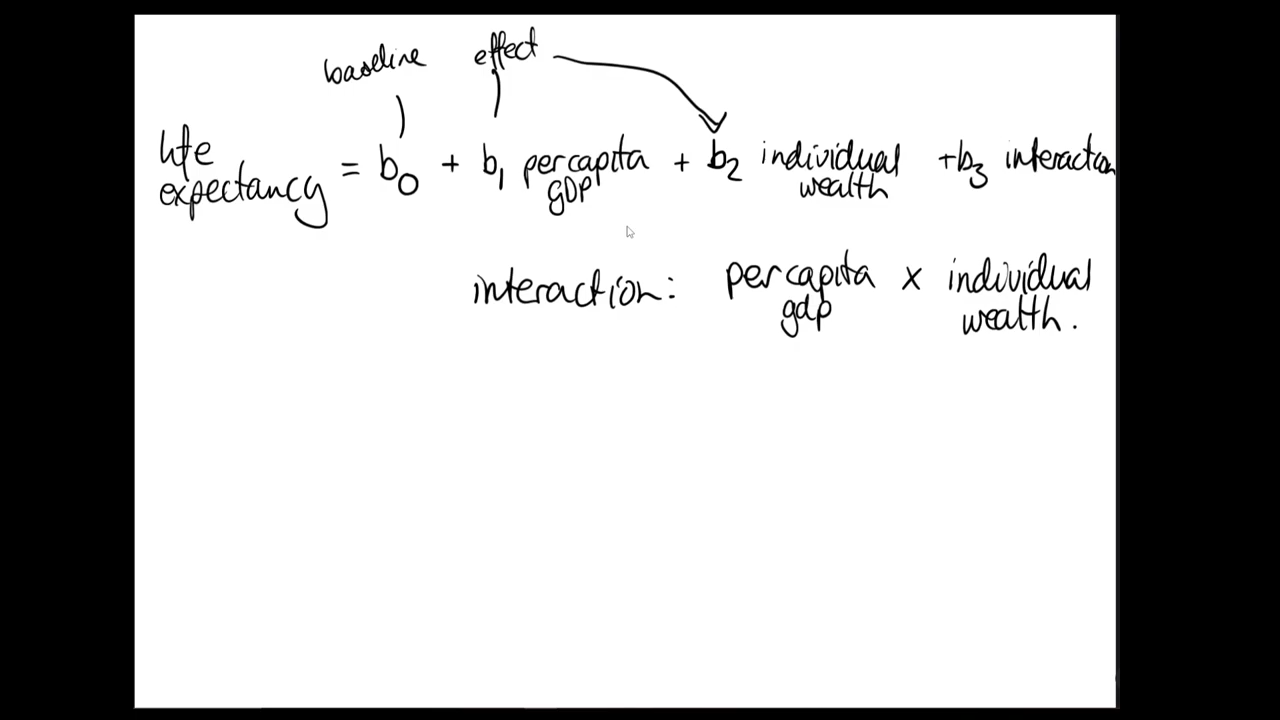 baseline effect
life expectancy = b0 + b1 percapita GDP + b2 individual wealth + b3 interaction
interaction: percapita gdp x individual wealth.